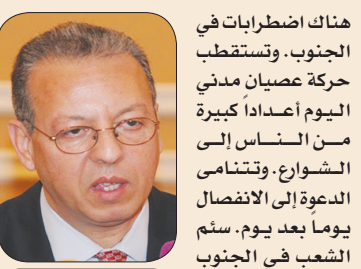 هناك اضطرابات في
الجنوب. وتستقطب
حركة عصيان مدني
اليوم أعداداً كبيرة
من الناس إلى
الشوارع. وتتنامى
الدعوة إلى الانفصال
يوماً بعد يوم. سئم
الشعب في الجنوب